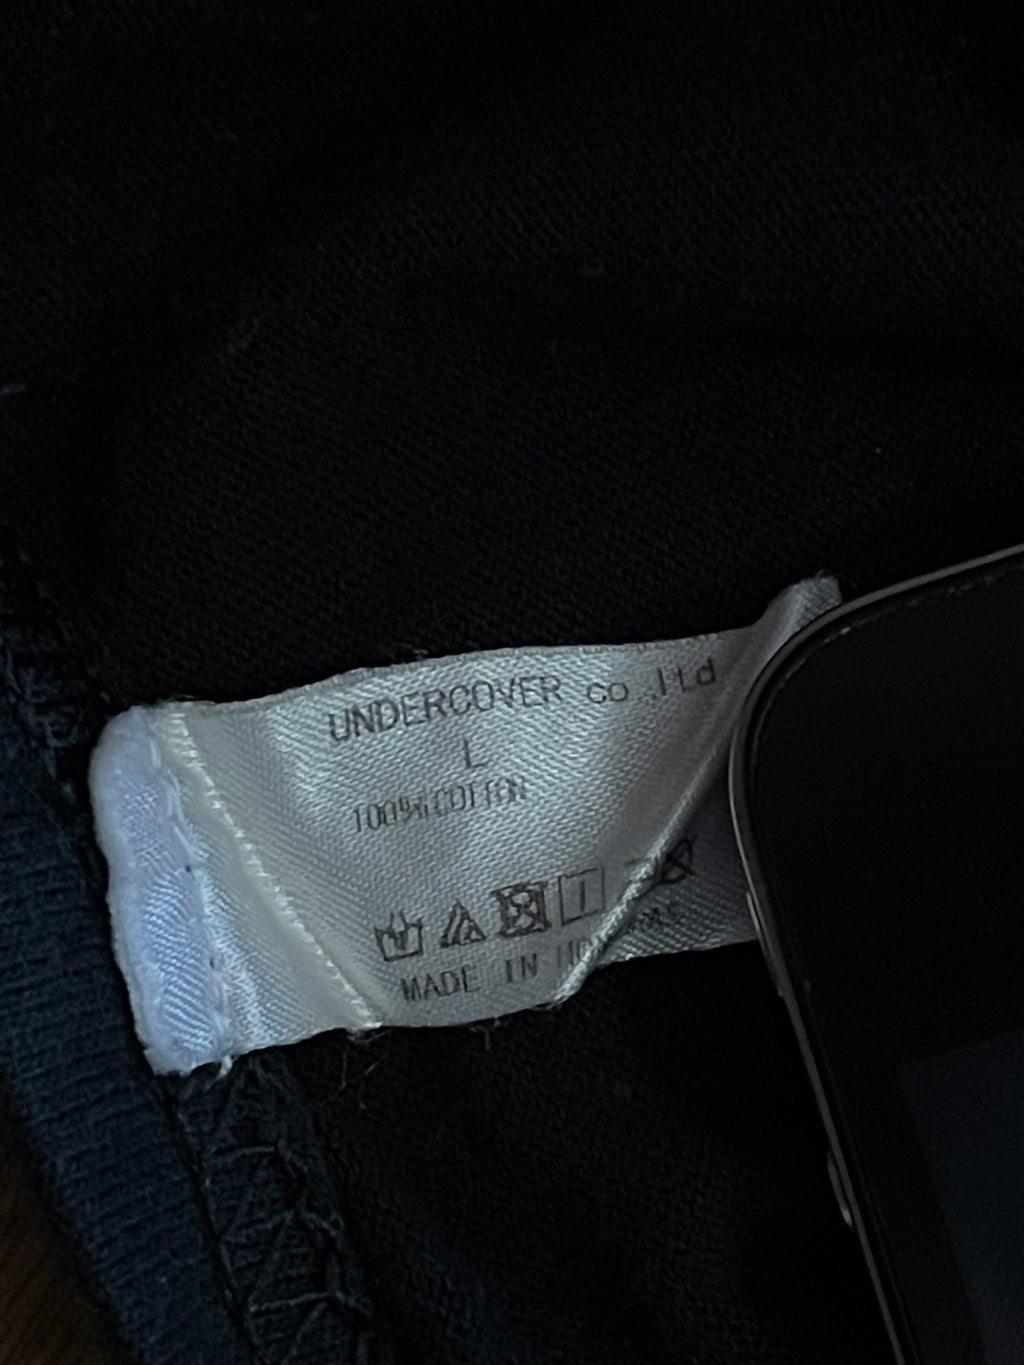 UNDERCOVER co .,Ltd
L
100% COTTON
MADE IN